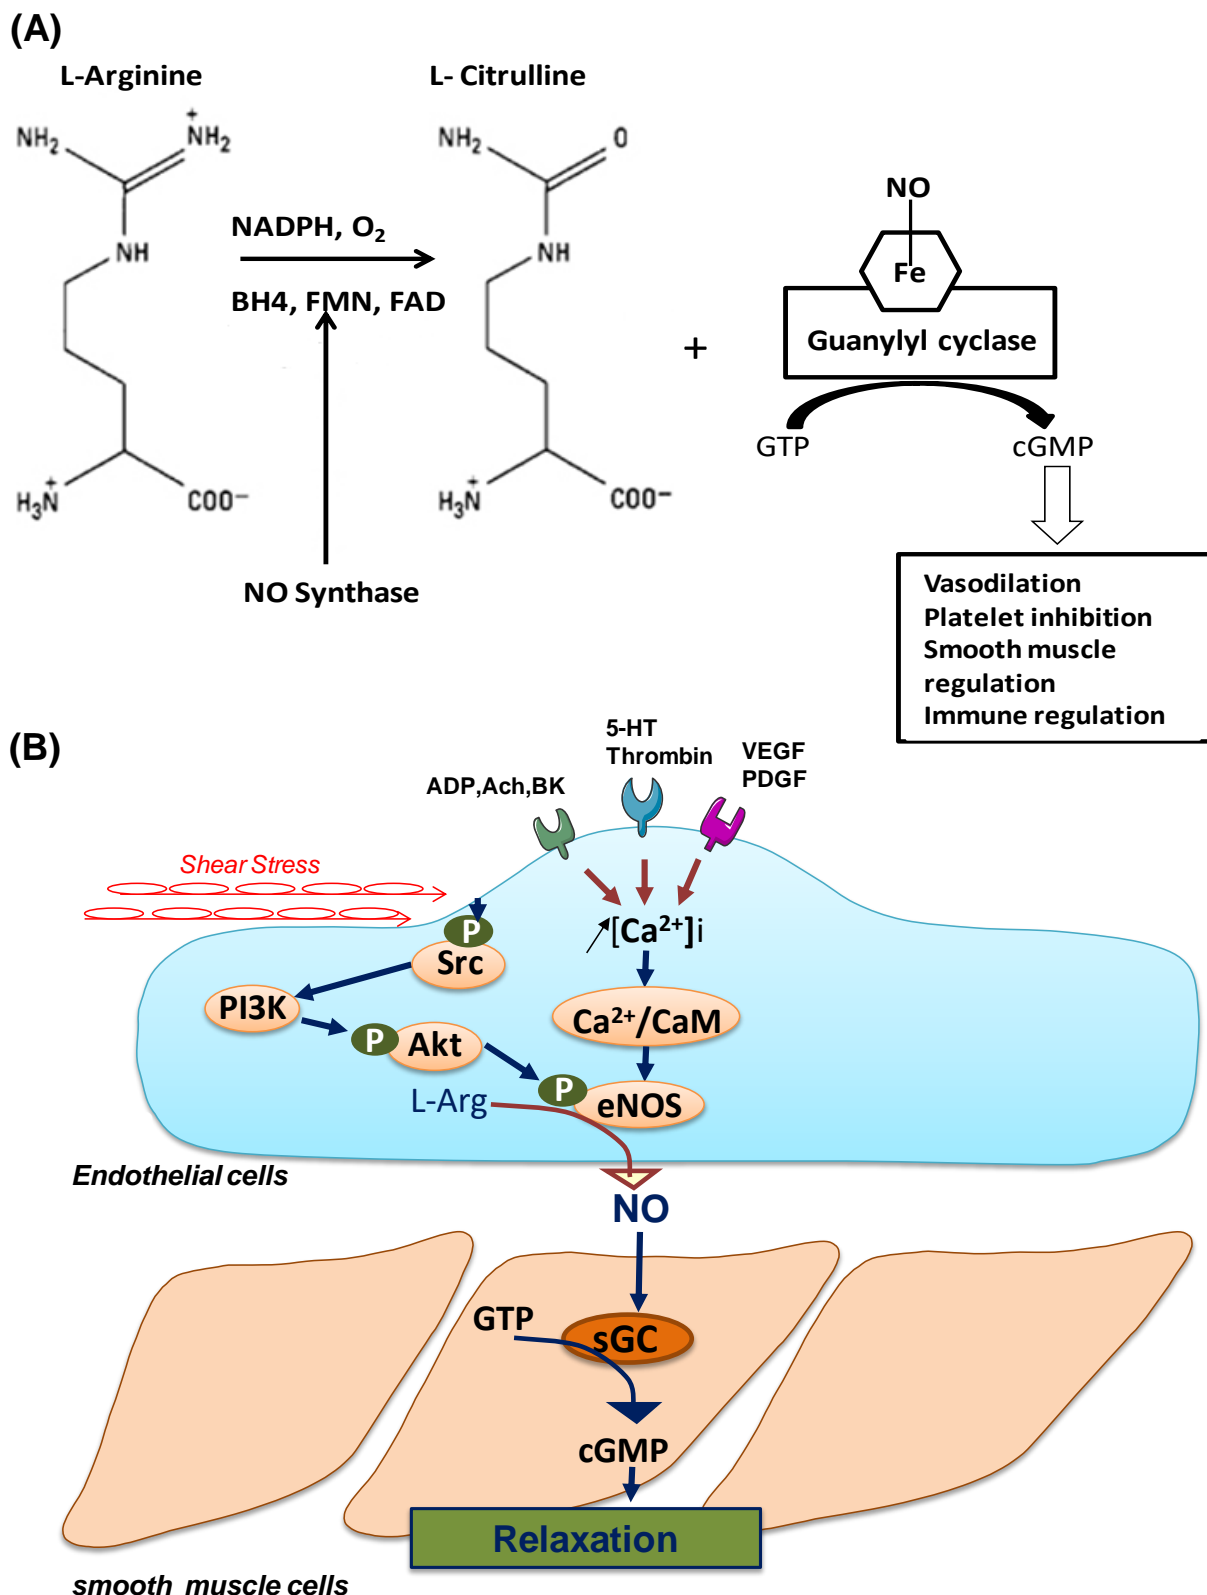 (A)
L-Arginine
L- Citrulline
NH₂
+
NH₂
NH₂
O
NH
NH
NADPH, O₂
BH4, FMN, FAD
+
NO
Fe
Guanylyl cyclase
GTP
cGMP
+
H₃N
COO⁻
+
H₃N
COO⁻
NO Synthase
Vasodilation
Platelet inhibition
Smooth muscle
regulation
Immune regulation
(B)
5-HT
Thrombin
VEGF
PDGF
ADP,Ach,BK
Shear Stress
P
Src
[Ca²⁺]i
PI3K
P
Akt
Ca²⁺/CaM
L-Arg
P
eNOS
Endothelial cells
NO
GTP
sGC
cGMP
Relaxation
smooth muscle cells